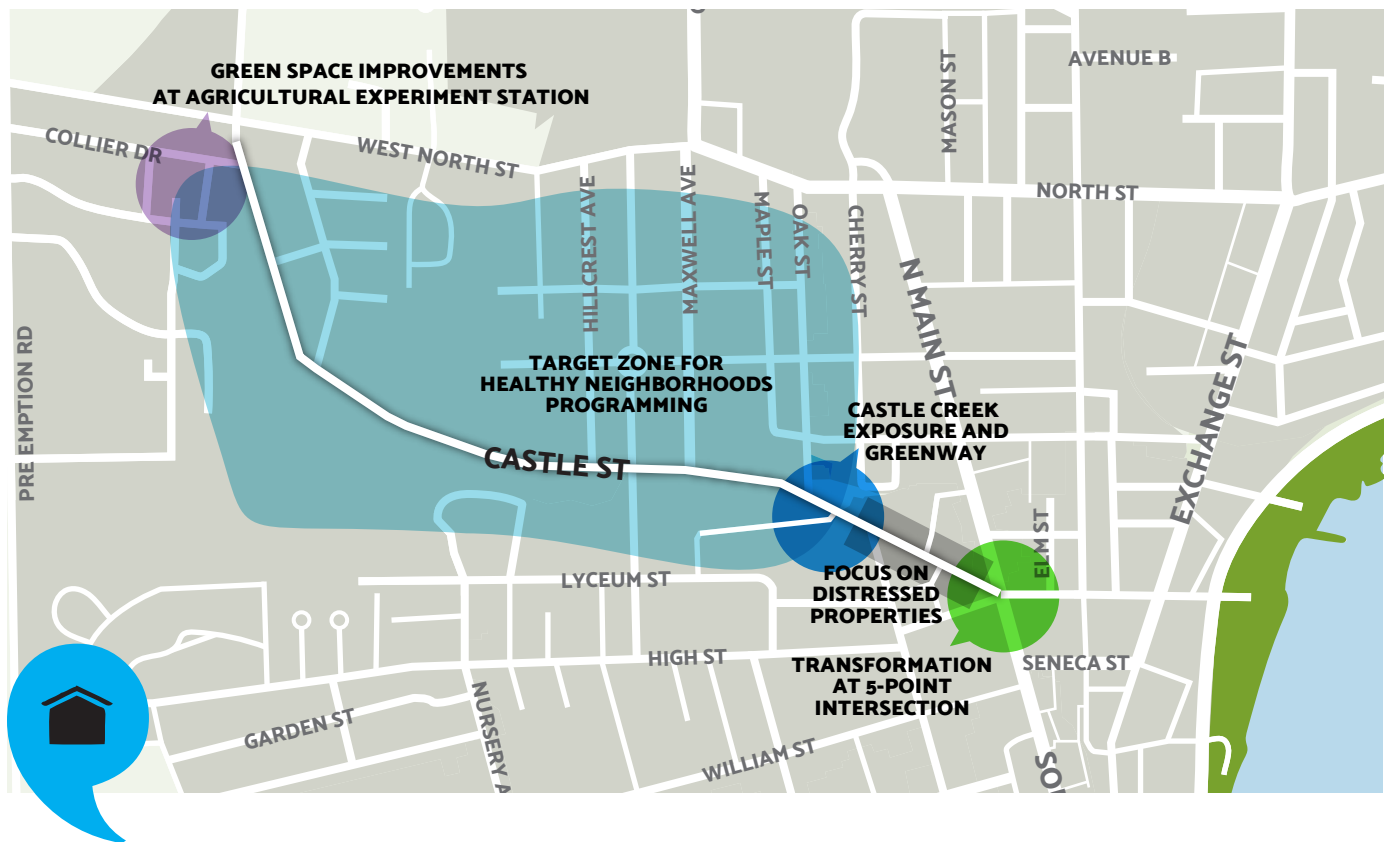 GREEN SPACE IMPROVEMENTS
AT AGRICULTURAL EXPERIMENT STATION
AVENUE B
MASON ST
COLLIER DR
WEST NORTH ST
NORTH ST
HILLCREST AVE
MAXWELL AVE
MAPLE ST
OAK ST
CHERRY ST
N MAIN ST
PRE EMPTION RD
EXCHANGE ST
TARGET ZONE FOR
HEALTHY NEIGHBORHOODS
PROGRAMMING
CASTLE CREEK
EXPOSURE AND
GREENWAY
CASTLE ST
ELM ST
LYCEUM ST
FOCUS ON
DISTRESSED
PROPERTIES
HIGH ST
TRANSFORMATION
AT 5-POINT
INTERSECTION
SENECA ST
NURSERY A
GARDEN ST
WILLIAM ST